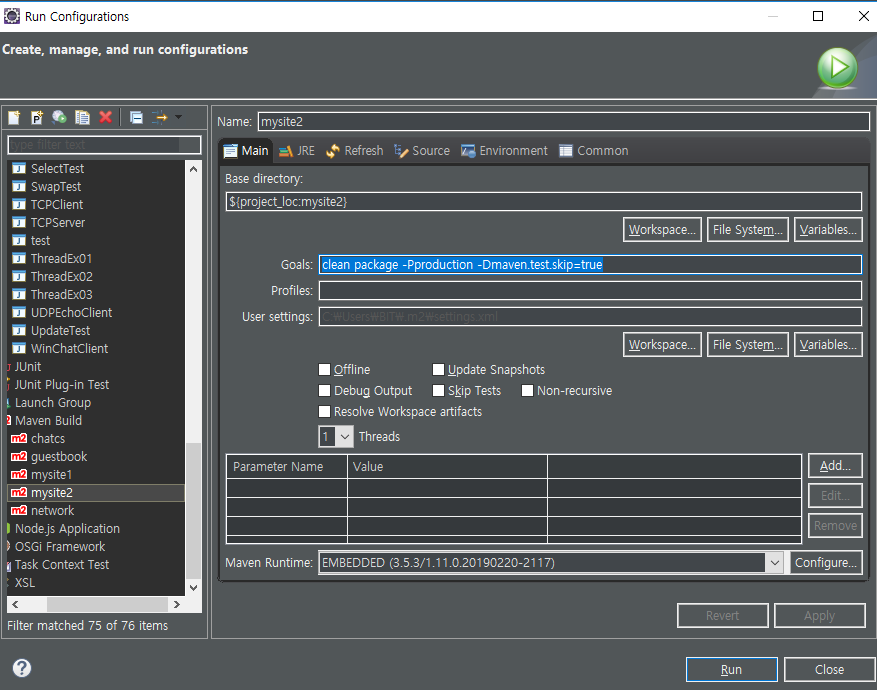 Run Configurations
Create, manage, and run configurations
type filter text
SelectTest
SwapTest
TCPClient
TCPServer
test
ThreadEx01
ThreadEx02
ThreadEx03
UDPEchoClient
UpdateTest
WinChatClient
JUnit
JUnit Plug-in Test
Launch Group
Maven Build
m2 chatcs
m2 guestbook
m2 mysite1
m2 mysite2
m2 network
Node.js Application
OSGi Framework
Task Context Test
XSL
Filter matched 75 of 76 items
Name: mysite2
Main JRE Refresh Source Environment Common
Base directory:
${project_loc:mysite2}
Workspace... File System... Variables...
Goals: clean package -Pproduction -Dmaven.test.skip=true
Profiles:
User settings: C:₩Users₩BIT₩.m2₩settings.xml
Workspace... File System... Variables...
Offline Update Snapshots
Debug Output Skip Tests Non-recursive
Resolve Workspace artifacts
1 Threads
Parameter Name Value
Add...
Edit...
Remove
Maven Runtime: EMBEDDED (3.5.3/1.11.0.20190220-2117) Configure...
Revert Apply
Run Close